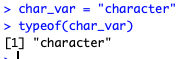 > char_var = "character"
> typeof(char_var)
[1] "character"
>